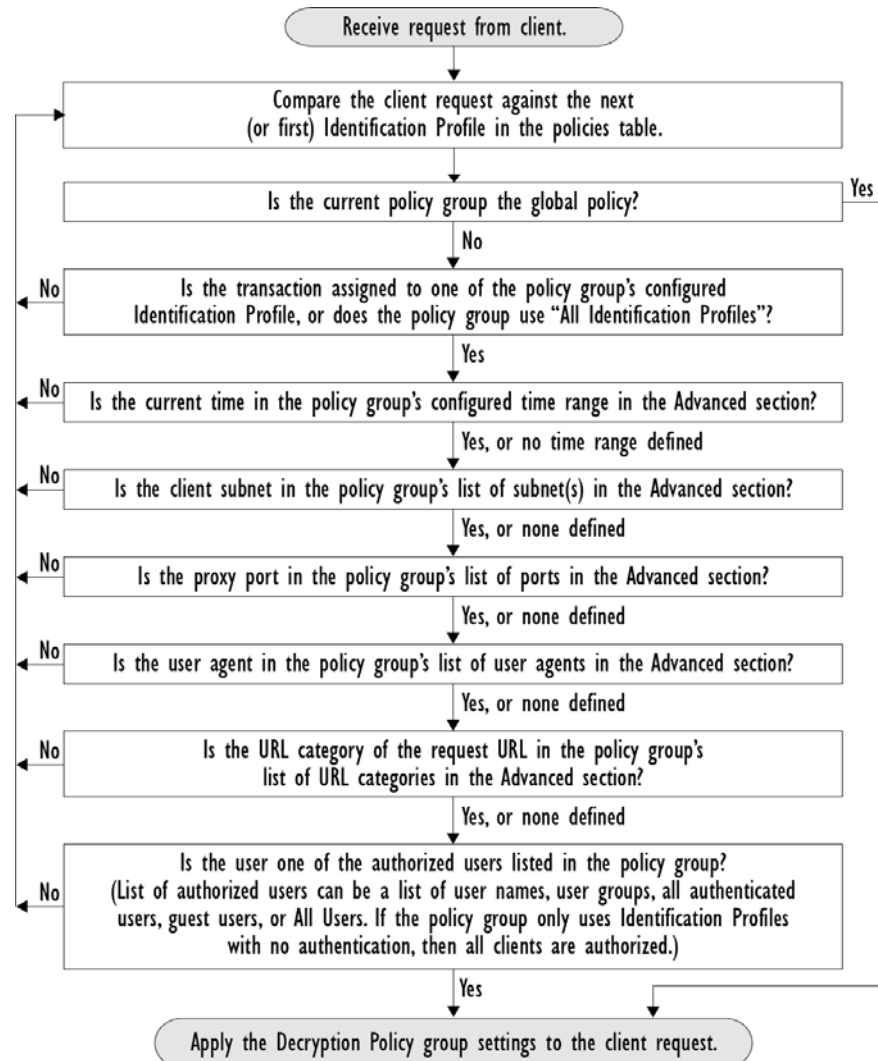 Receive request from client.
Compare the client request against the next
(or first) Identification Profile in the policies table.
Yes
Is the current policy group the global policy?
No
No
Is the transaction assigned to one of the policy group's configured
Identification Profile, or does the policy group use “All Identification Profiles”?
Yes
No
Is the current time in the policy group's configured time range in the Advanced section?
Yes, or no time range defined
No
Is the client subnet in the policy group's list of subnet(s) in the Advanced section?
Yes, or none defined
No
Is the proxy port in the policy group's list of ports in the Advanced section?
Yes, or none defined
No
Is the user agent in the policy group's list of user agents in the Advanced section?
Yes, or none defined
No
Is the URL category of the request URL in the policy group's
list of URL categories in the Advanced section?
Yes, or none defined
No
Is the user one of the authorized users listed in the policy group?
(List of authorized users can be a list of user names, user groups, all authenticated
users, guest users, or All Users. If the policy group only uses Identification Profiles
with no authentication, then all clients are authorized.)
Yes
Apply the Decryption Policy group settings to the client request.